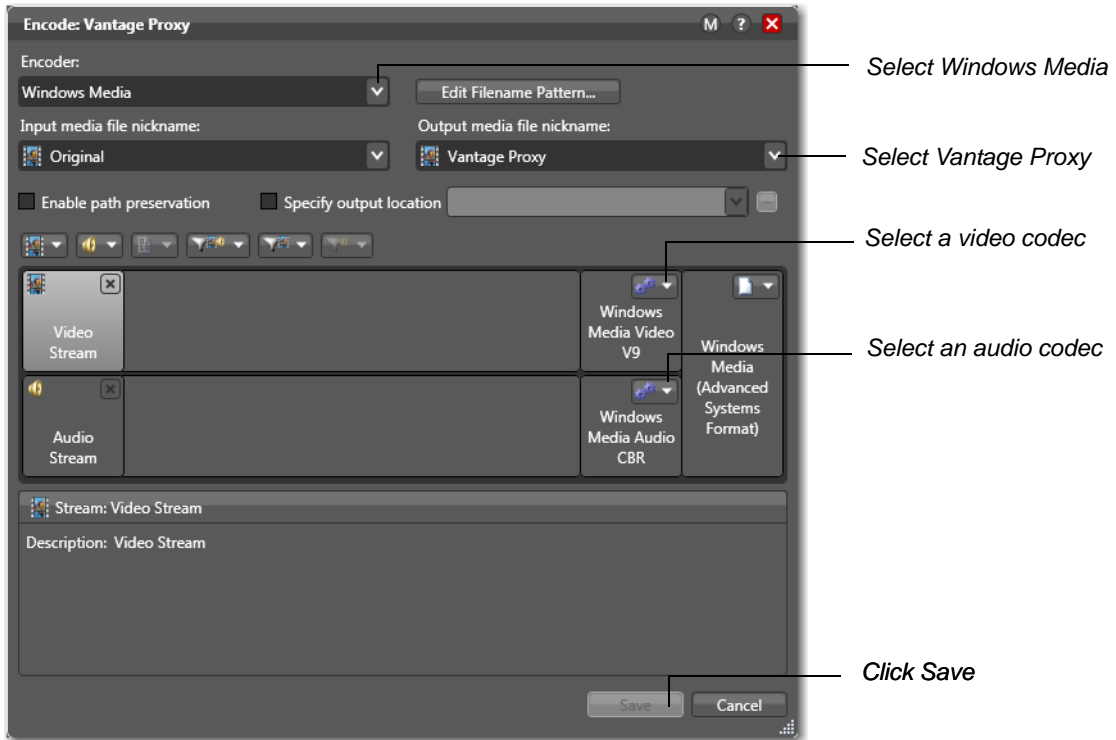 Encode: Vantage Proxy
M ?
Encoder:
Windows Media
Edit Filename Pattern...
Select Windows Media
Input media file nickname:
Output media file nickname:
Original
Vantage Proxy
Select Vantage Proxy
Enable path preservation
Specify output location
Select a video codec
Video
Stream
Windows
Media Video
V9
Windows
Media
(Advanced
Systems
Format)
Select an audio codec
Audio
Stream
Windows
Media Audio
CBR
Stream: Video Stream
Description: Video Stream
Click Save
Save
Cancel